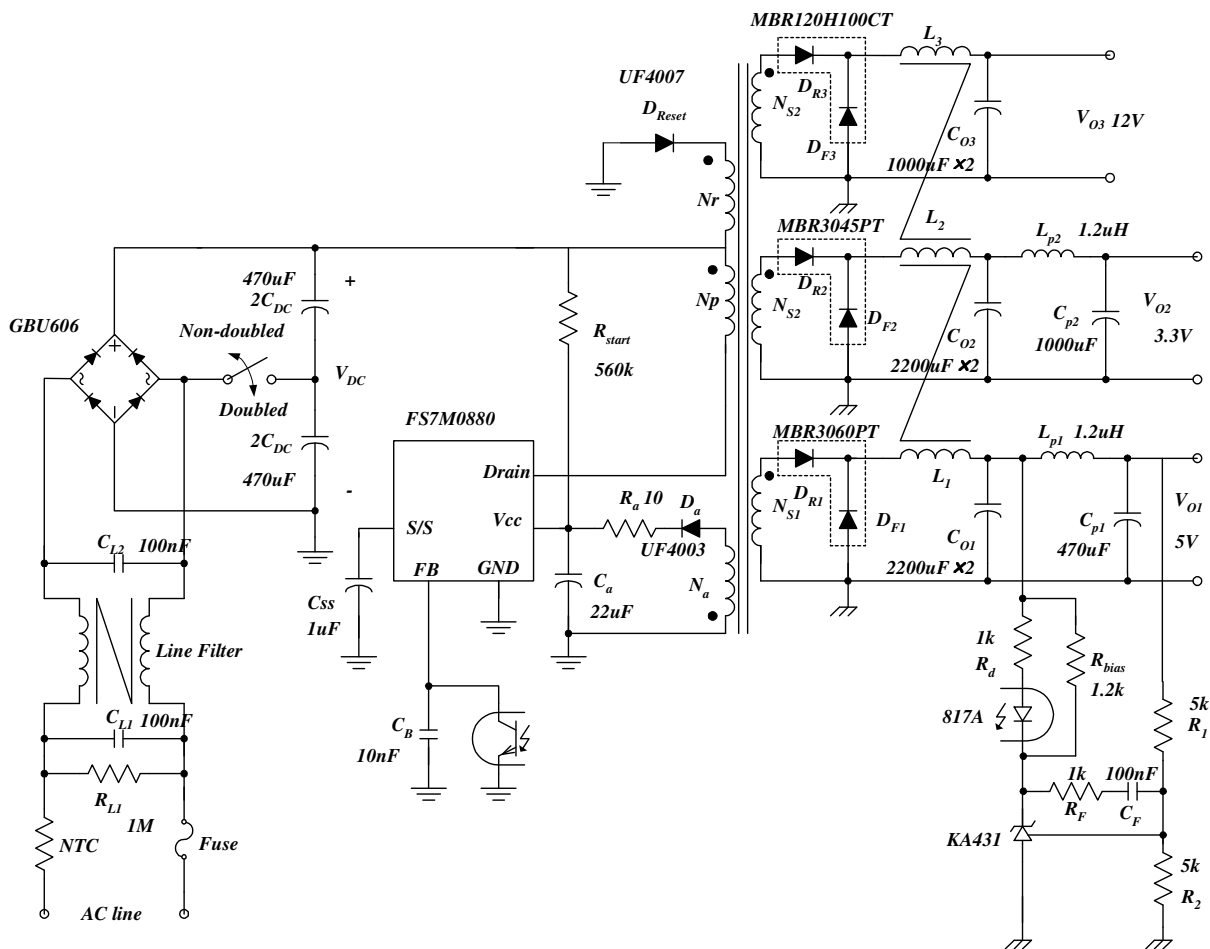 MBR120H100CT
L3
UF4007
DReset
DR3
NS2
DF3
CO3
1000uF ×2
VO3 12V
Nr
MBR3045PT
L2
Lp2 1.2uH
470uF
2CDC
+
GBU606
Non-doubled
Np
NS2
DR2
DF2
CO2
2200uF ×2
Cp2
1000uF
VO2
3.3V
Rstart
560k
+
~
~
VDC
Doubled
2CDC
470uF
FS7M0880
MBR3060PT
Lp1 1.2uH
L1
Drain
NS1
DR1
DF1
CO1
2200uF ×2
Cp1
470uF
VO1
5V
-
S/S
Vcc
Ra 10
Da
UF4003
CL2 100nF
FB
GND
Ca
22uF
Na
Css
1uF
Line Filter
1k
Rd
Rbias
1.2k
CL1 100nF
CB
10nF
817A
5k
R1
RL1
1M
1k
100nF
RF
CF
NTC
Fuse
KA431
5k
R2
AC line